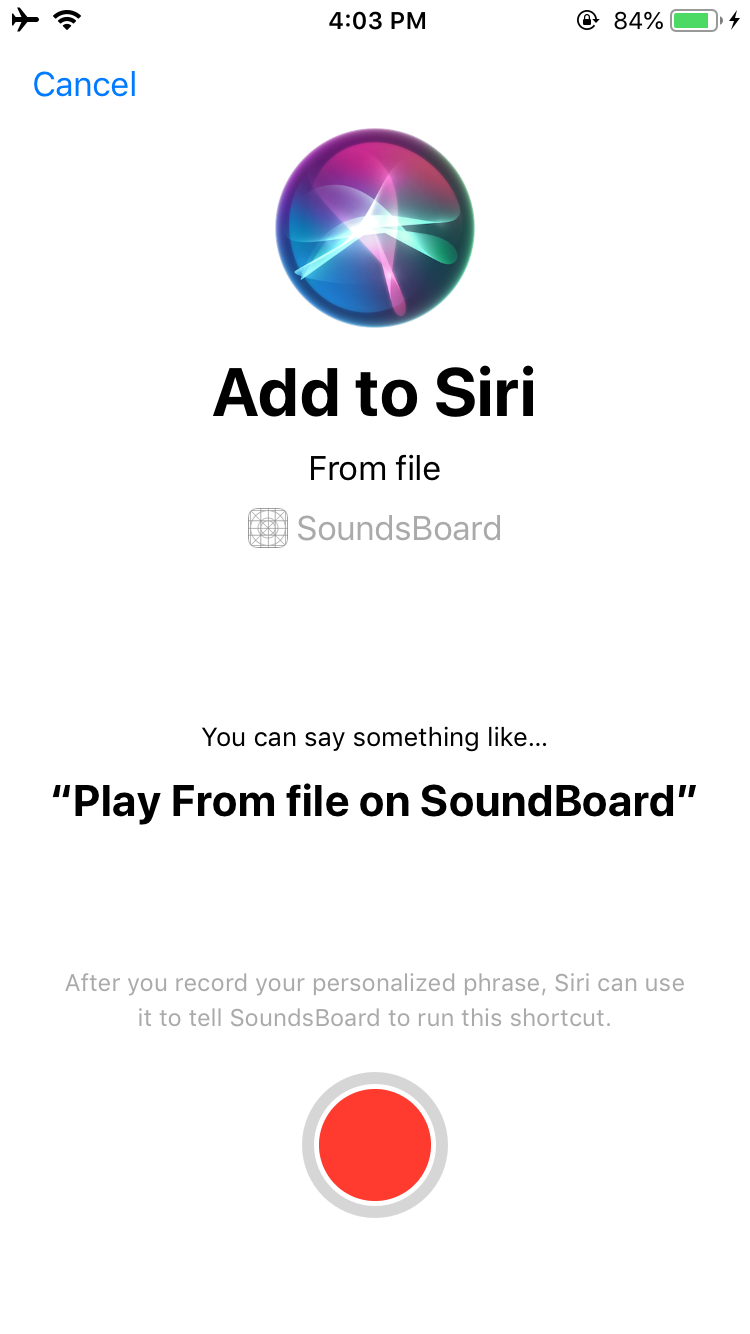 4:03 PM 84%
Cancel
Add to Siri
From file
SoundsBoard
You can say something like...
“Play From file on SoundBoard”
After you record your personalized phrase, Siri can use
it to tell SoundsBoard to run this shortcut.